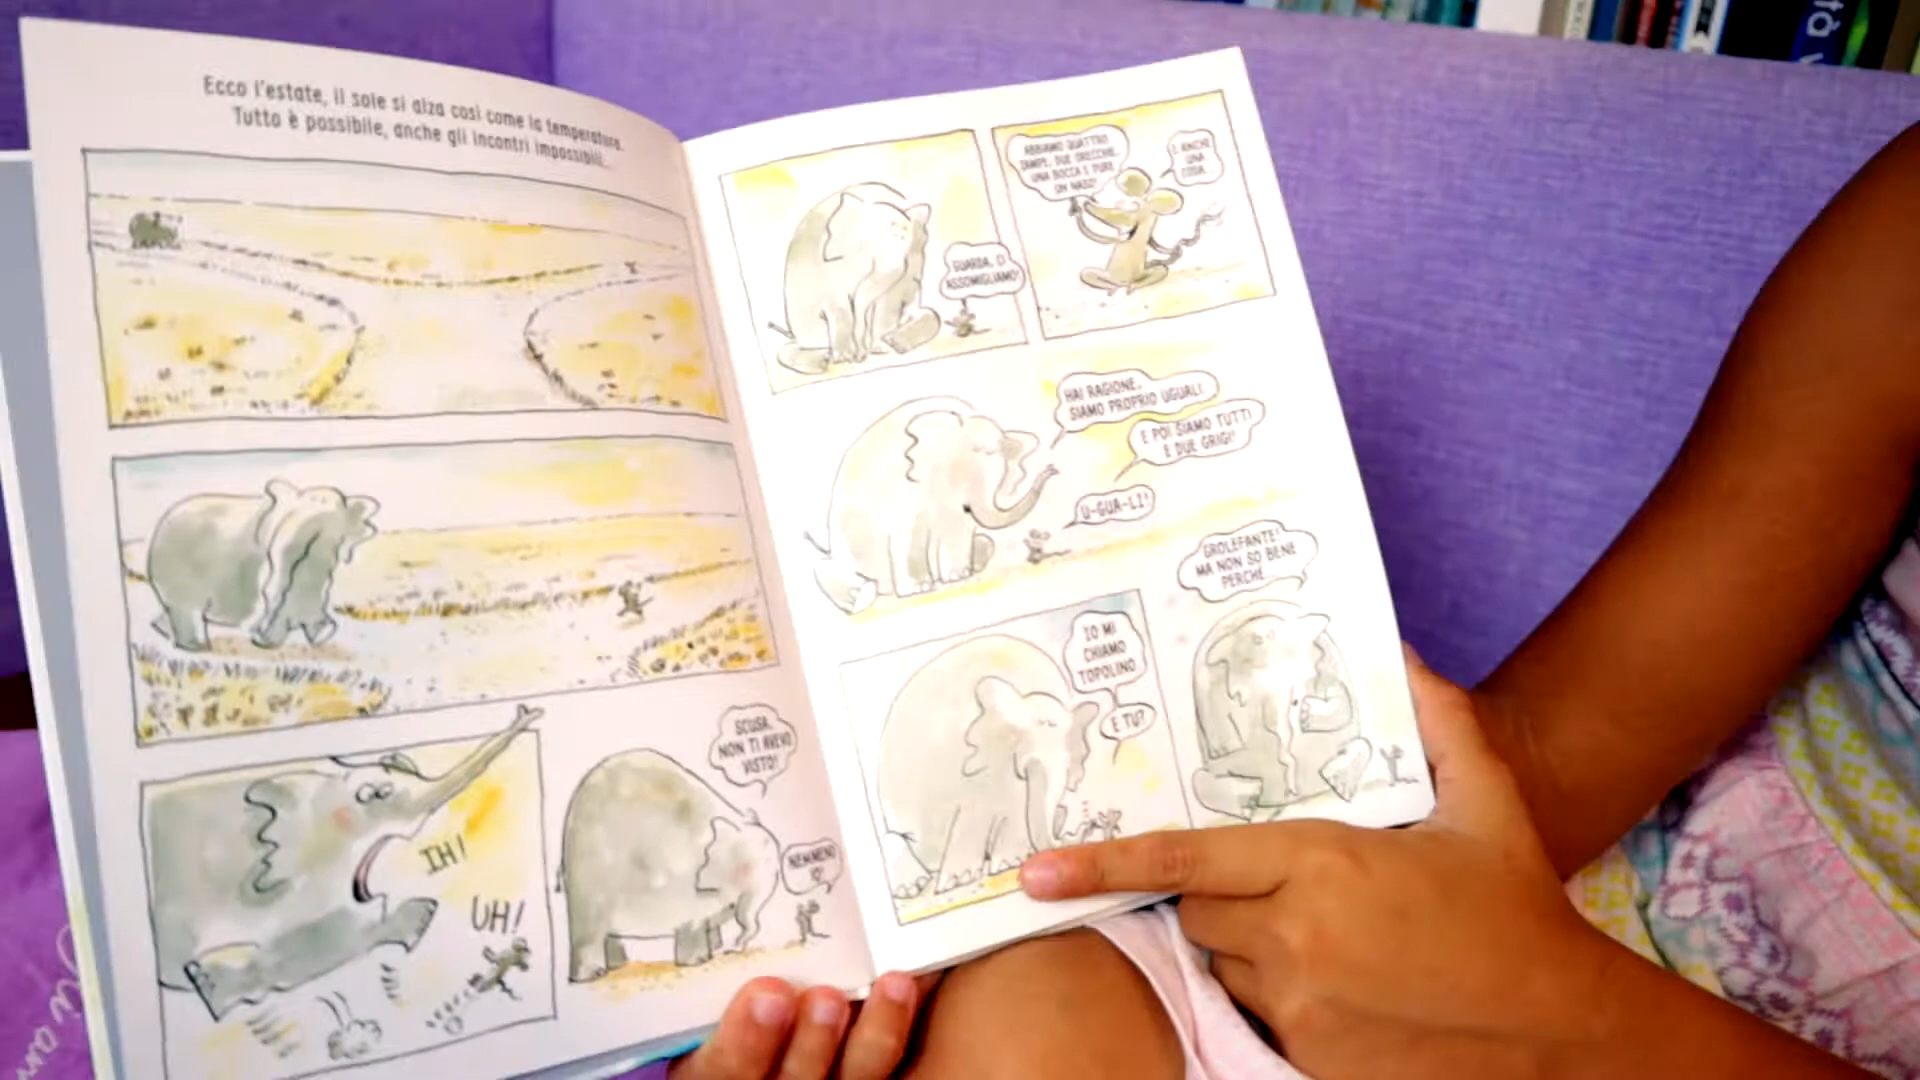 Ecco l'estate, il sole si alza così come la temperatura.
Tutto è possibile, anche gli incontri impossibili...
IH!
UH!
SCUSA,
NON TI AVEVO
VISTO!
NEMMENO
IO!
GUARDA, CI
ASSOMIGLIAMO!
ABBIAMO QUATTRO
ZAMPE, DUE ORECCHIE,
UNA BOCCA E PURE
UN NASO!
E ANCHE
UNA
CODA...
HAI RAGIONE,
SIAMO PROPRIO UGUALI!
E POI SIAMO TUTTI
E DUE GRIGI!
U-GUA-LI!
IO MI
CHIAMO
TOPOLINO
E TU?
GROLEFANTE!
MA NON SO BENE
PERCHÉ...
tà